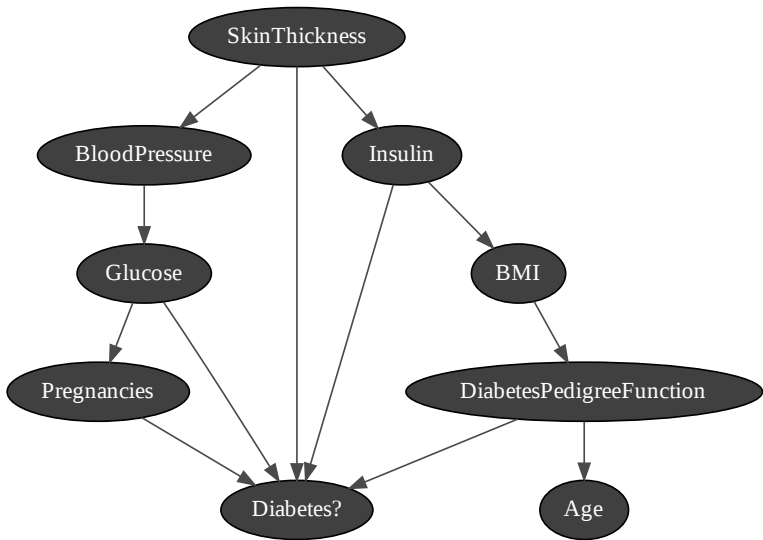 SkinThickness
BloodPressure
Insulin
Glucose
BMI
Pregnancies
DiabetesPedigreeFunction
Diabetes?
Age